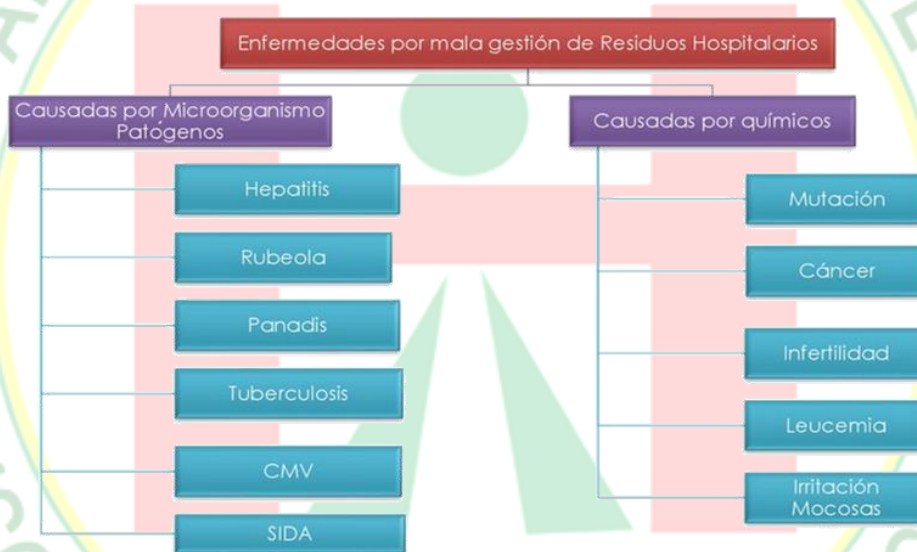 Enfermedades por mala gestión de Residuos Hospitalarios
Causadas por Microorganismo
Patógenos
Hepatitis
Rubeola
Panadis
Tuberculosis
CMV
SIDA
Causadas por químicos
Mutación
Cáncer
Infertilidad
Leucemia
Irritación
Mocosas